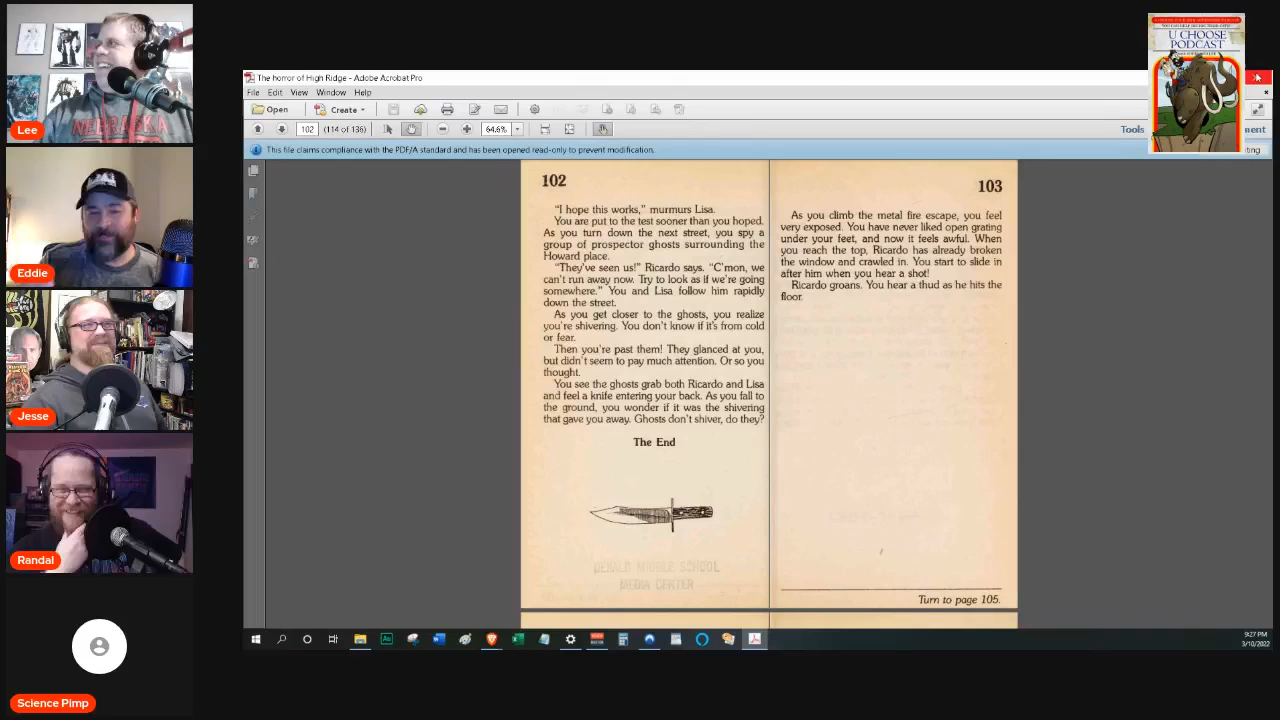 Lee
NEBRASKA
Eddie
Jesse
Randal
Science Pimp
U CHOOSE
PODCAST
The horror of High Ridge - Adobe Acrobat Pro
File Edit View Window Help
Open Create
102 (114 of 136) 64.6% Tools
This file claims compliance with the PDF/A standard and has been opened read-only to prevent modification.
102
"I hope this works," murmurs Lisa.
You are put to the test sooner than you hoped.
As you turn down the next street, you spy a
group of prospector ghosts surrounding the
Howard place.
"They've seen us!" Ricardo says. "C'mon, we
can't run away now. Try to look as if we're going
somewhere." You and Lisa follow him rapidly
down the street.
As you get closer to the ghosts, you realize
you're shivering. You don't know if it's from cold
or fear.
Then you're past them! They glanced at you,
but didn't seem to pay much attention. Or so you
thought.
You see the ghosts grab both Ricardo and Lisa
and feel a knife entering your back. As you fall to
the ground, you wonder if it was the shivering
that gave you away. Ghosts don't shiver, do they?
The End
MIDDLE SCHOOL
MEDIA CENTER
103
As you climb the metal fire escape, you feel
very exposed. You have never liked open grating
under your feet, and now it feels awful. When
you reach the top, Ricardo has already broken
the window and crawled in. You start to slide in
after him when you hear a shot!
Ricardo groans. You hear a thud as he hits the
floor.
Turn to page 105.
9:27 PM
3/10/2022